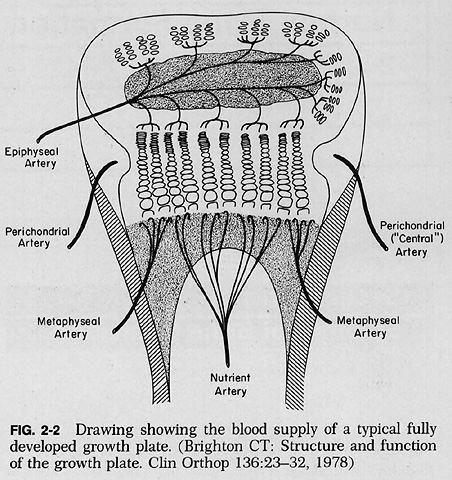 Epiphyseal
Artery
Perichondrial
Artery
Perichondrial
("Central")
Artery
Metaphyseal
Artery
Metaphyseal
Artery
Nutrient
Artery
FIG. 2-2 Drawing showing the blood supply of a typical fully
developed growth plate. (Brighton CT: Structure and function
of the growth plate. Clin Orthop 136:23–32, 1978)